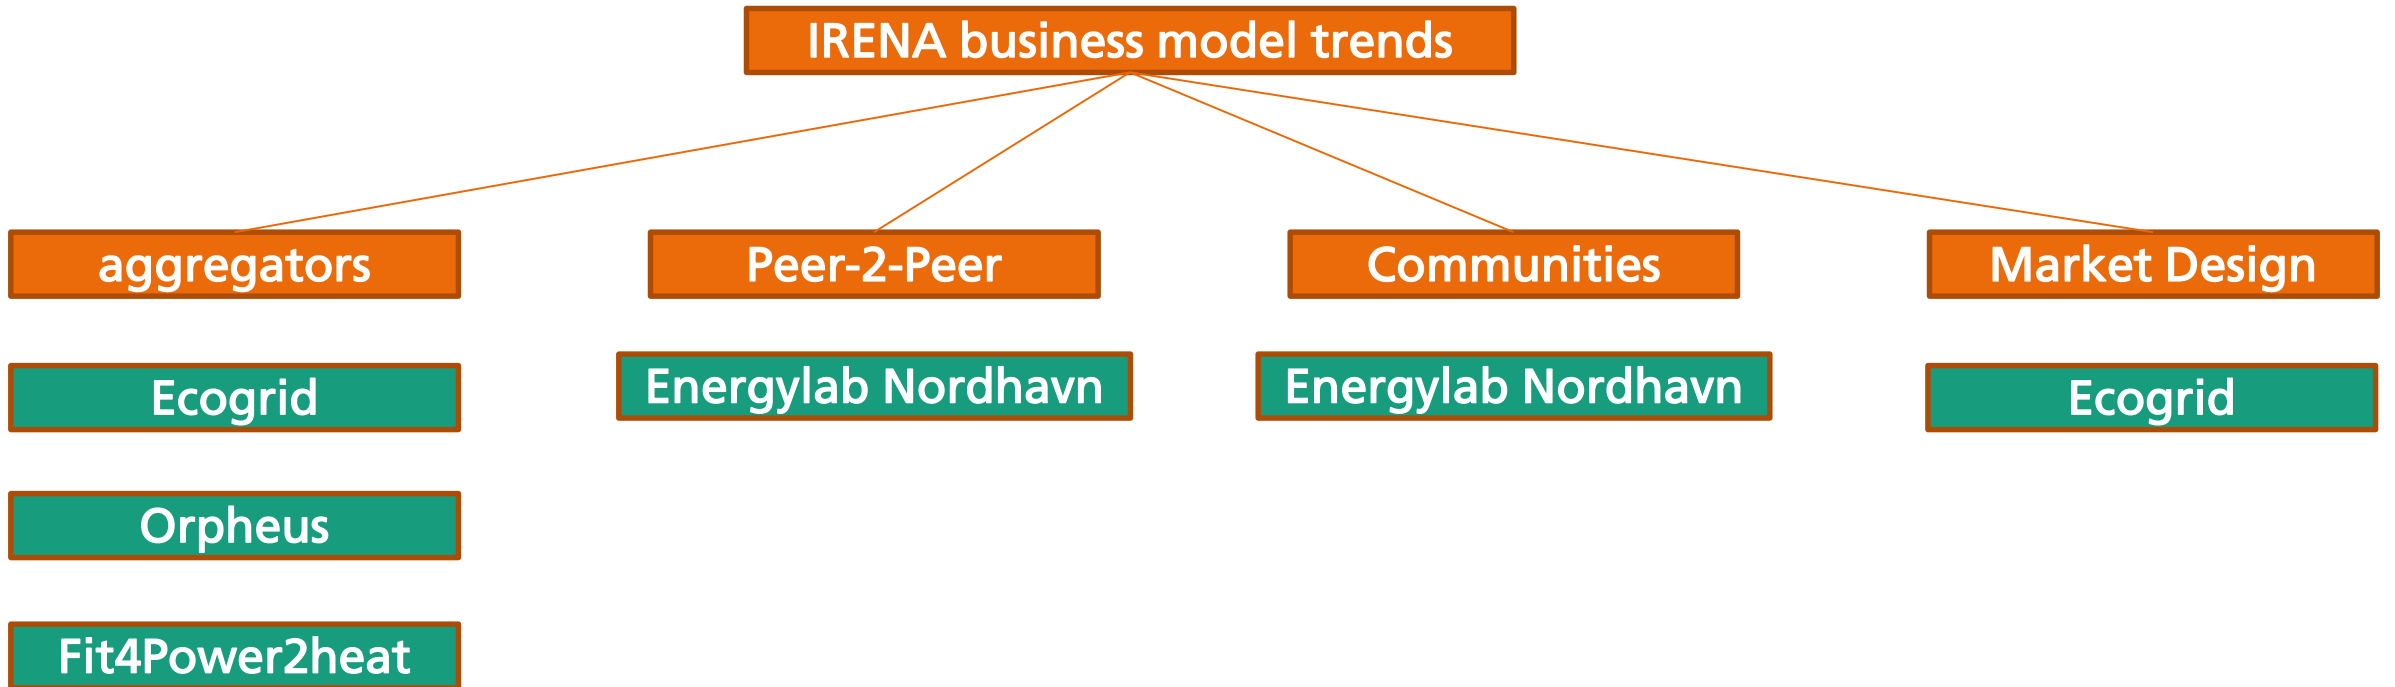 IRENA business model trends
aggregators
Peer-2-Peer
Communities
Market Design
Ecogrid
Energylab Nordhavn
Energylab Nordhavn
Ecogrid
Orpheus
Fit4Power2heat